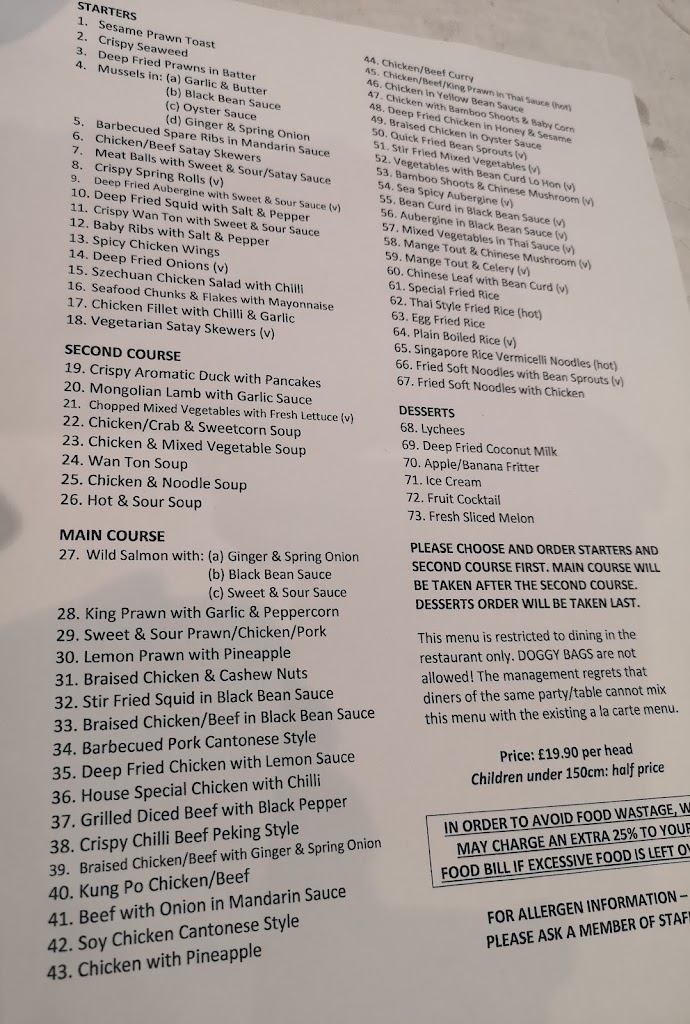 STARTERS
1. Sesame Prawn Toast
2. Crispy Seaweed
3. Deep Fried Prawns in Batter
4. Mussels in: (a) Garlic & Butter
(b) Black Bean Sauce
(c) Oyster Sauce
(d) Ginger & Spring Onion
5. Barbecued Spare Ribs in Mandarin Sauce
6. Chicken/Beef Satay Skewers
7. Meat Balls with Sweet & Sour/Satay Sauce
8. Crispy Spring Rolls (v)
9. Deep Fried Aubergine with Sweet & Sour Sauce (v)
10. Deep Fried Squid with Salt & Pepper
11. Crispy Wan Ton with Sweet & Sour Sauce
12. Baby Ribs with Salt & Pepper
13. Spicy Chicken Wings
14. Deep Fried Onions (v)
15. Szechuan Chicken Salad with Chilli
16. Seafood Chunks & Flakes with Mayonnaise
17. Chicken Fillet with Chilli & Garlic
18. Vegetarian Satay Skewers (v)
SECOND COURSE
19. Crispy Aromatic Duck with Pancakes
20. Mongolian Lamb with Garlic Sauce
21. Chopped Mixed Vegetables with Fresh Lettuce (v)
22. Chicken/Crab & Sweetcorn Soup
23. Chicken & Mixed Vegetable Soup
24. Wan Ton Soup
25. Chicken & Noodle Soup
26. Hot & Sour Soup
MAIN COURSE
27. Wild Salmon with: (a) Ginger & Spring Onion
(b) Black Bean Sauce
(c) Sweet & Sour Sauce
28. King Prawn with Garlic & Peppercorn
29. Sweet & Sour Prawn/Chicken/Pork
30. Lemon Prawn with Pineapple
31. Braised Chicken & Cashew Nuts
32. Stir Fried Squid in Black Bean Sauce
33. Braised Chicken/Beef in Black Bean Sauce
34. Barbecued Pork Cantonese Style
35. Deep Fried Chicken with Lemon Sauce
36. House Special Chicken with Chilli
37. Grilled Diced Beef with Black Pepper
38. Crispy Chilli Beef Peking Style
39. Braised Chicken/Beef with Ginger & Spring Onion
40. Kung Po Chicken/Beef
41. Beef with Onion in Mandarin Sauce
42. Soy Chicken Cantonese Style
43. Chicken with Pineapple
44. Chicken/Beef Curry
45. Chicken/Beef/King Prawn in Thai Sauce (hot)
46. Chicken in Yellow Bean Sauce
47. Chicken with Bamboo Shoots & Baby Corn
48. Deep Fried Chicken in Honey & Sesame
49. Braised Chicken in Oyster Sauce
50. Quick Fried Bean Sprouts (v)
51. Stir Fried Mixed Vegetables (v)
52. Vegetables with Bean Curd Lo Hon (v)
53. Bamboo Shoots & Chinese Mushroom (v)
54. Sea Spicy Aubergine (v)
55. Bean Curd in Black Bean Sauce (v)
56. Aubergine in Black Bean Sauce (v)
57. Mixed Vegetables in Thai Sauce (v)
58. Mange Tout & Chinese Mushroom (v)
59. Mange Tout & Celery (v)
60. Chinese Leaf with Bean Curd (v)
61. Special Fried Rice
62. Thai Style Fried Rice (hot)
63. Egg Fried Rice
64. Plain Boiled Rice (v)
65. Singapore Rice Vermicelli Noodles (hot)
66. Fried Soft Noodles with Bean Sprouts (v)
67. Fried Soft Noodles with Chicken
DESSERTS
68. Lychees
69. Deep Fried Coconut Milk
70. Apple/Banana Fritter
71. Ice Cream
72. Fruit Cocktail
73. Fresh Sliced Melon
PLEASE CHOOSE AND ORDER STARTERS AND
SECOND COURSE FIRST. MAIN COURSE WILL
BE TAKEN AFTER THE SECOND COURSE.
DESSERTS ORDER WILL BE TAKEN LAST.
This menu is restricted to dining in the
restaurant only. DOGGY BAGS are not
allowed! The management regrets that
diners of the same party/table cannot mix
this menu with the existing a la carte menu.
Price: £19.90 per head
Children under 150cm: half price
IN ORDER TO AVOID FOOD WASTAGE, W
MAY CHARGE AN EXTRA 25% TO YOUR
FOOD BILL IF EXCESSIVE FOOD IS LEFT OV
FOR ALLERGEN INFORMATION –
PLEASE ASK A MEMBER OF STAF